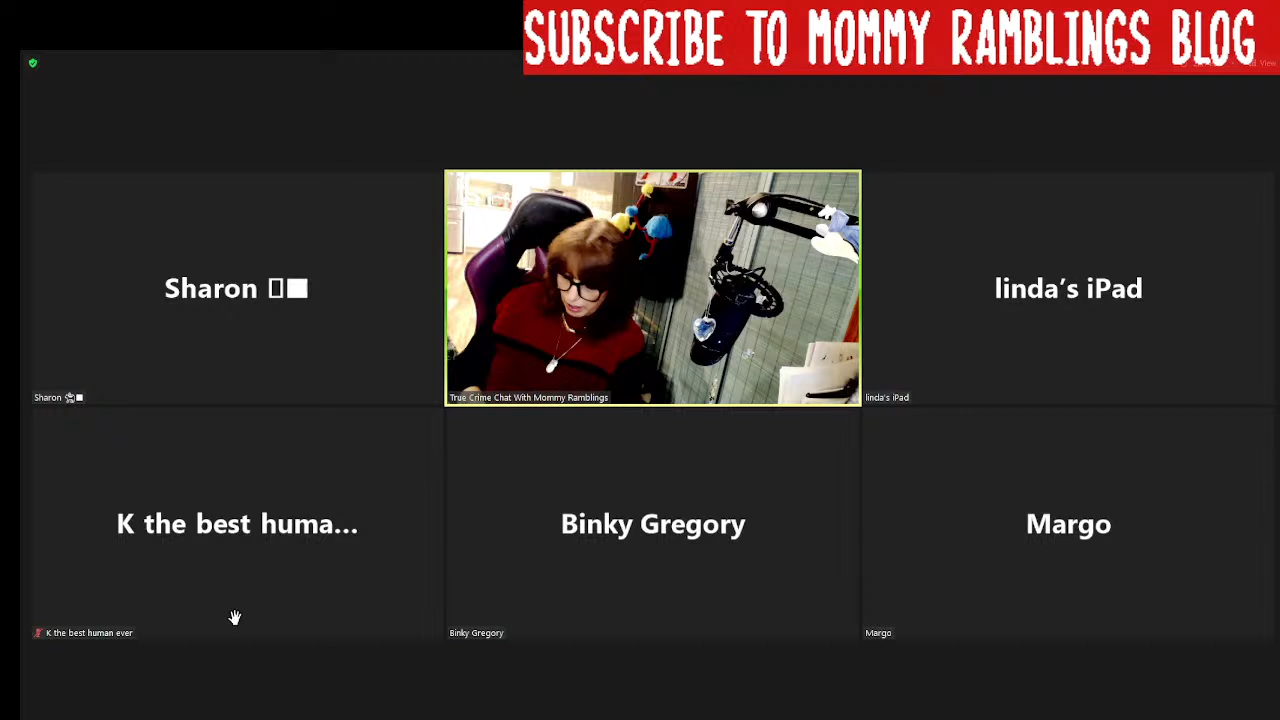 SUBSCRIBE TO MOMMY RAMBLINGS BLOG
View
Sharon
Sharon
True Crime Chat With Mommy Ramblings
linda’s iPad
linda's iPad
K the best huma...
K the best human ever
Binky Gregory
Binky Gregory
Margo
Margo